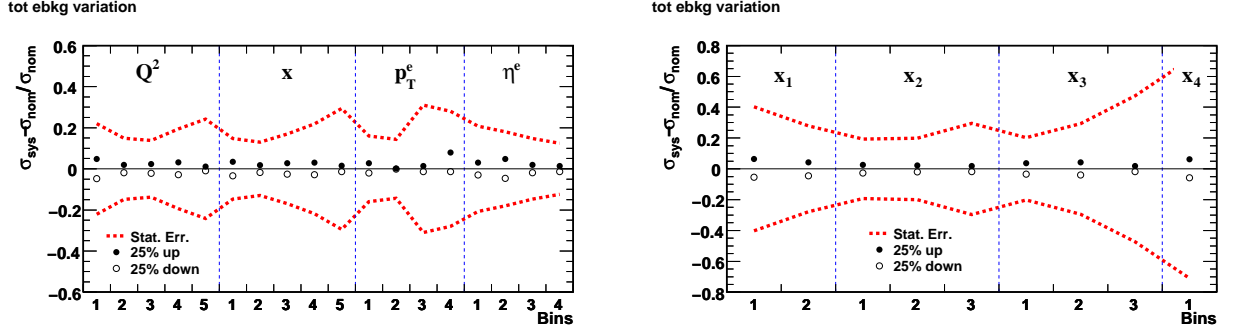 tot ebkg variation
σsys-σnom/σnom
0.6
0.4
0.2
0
−0.2
−0.4
−0.6
Q² x pTᵉ ηᵉ
Stat. Err.
25% up
25% down
1 2 3 4 5 1 2 3 4 5 1 2 3 4 1 2 3 4
Bins
tot ebkg variation
σsys-σnom/σnom
0.8
0.6
0.4
0.2
0
−0.2
−0.4
−0.6
−0.8
x1 x2 x3 x4
Stat. Err.
25% up
25% down
1 2 1 2 3 1 2 3 1
Bins